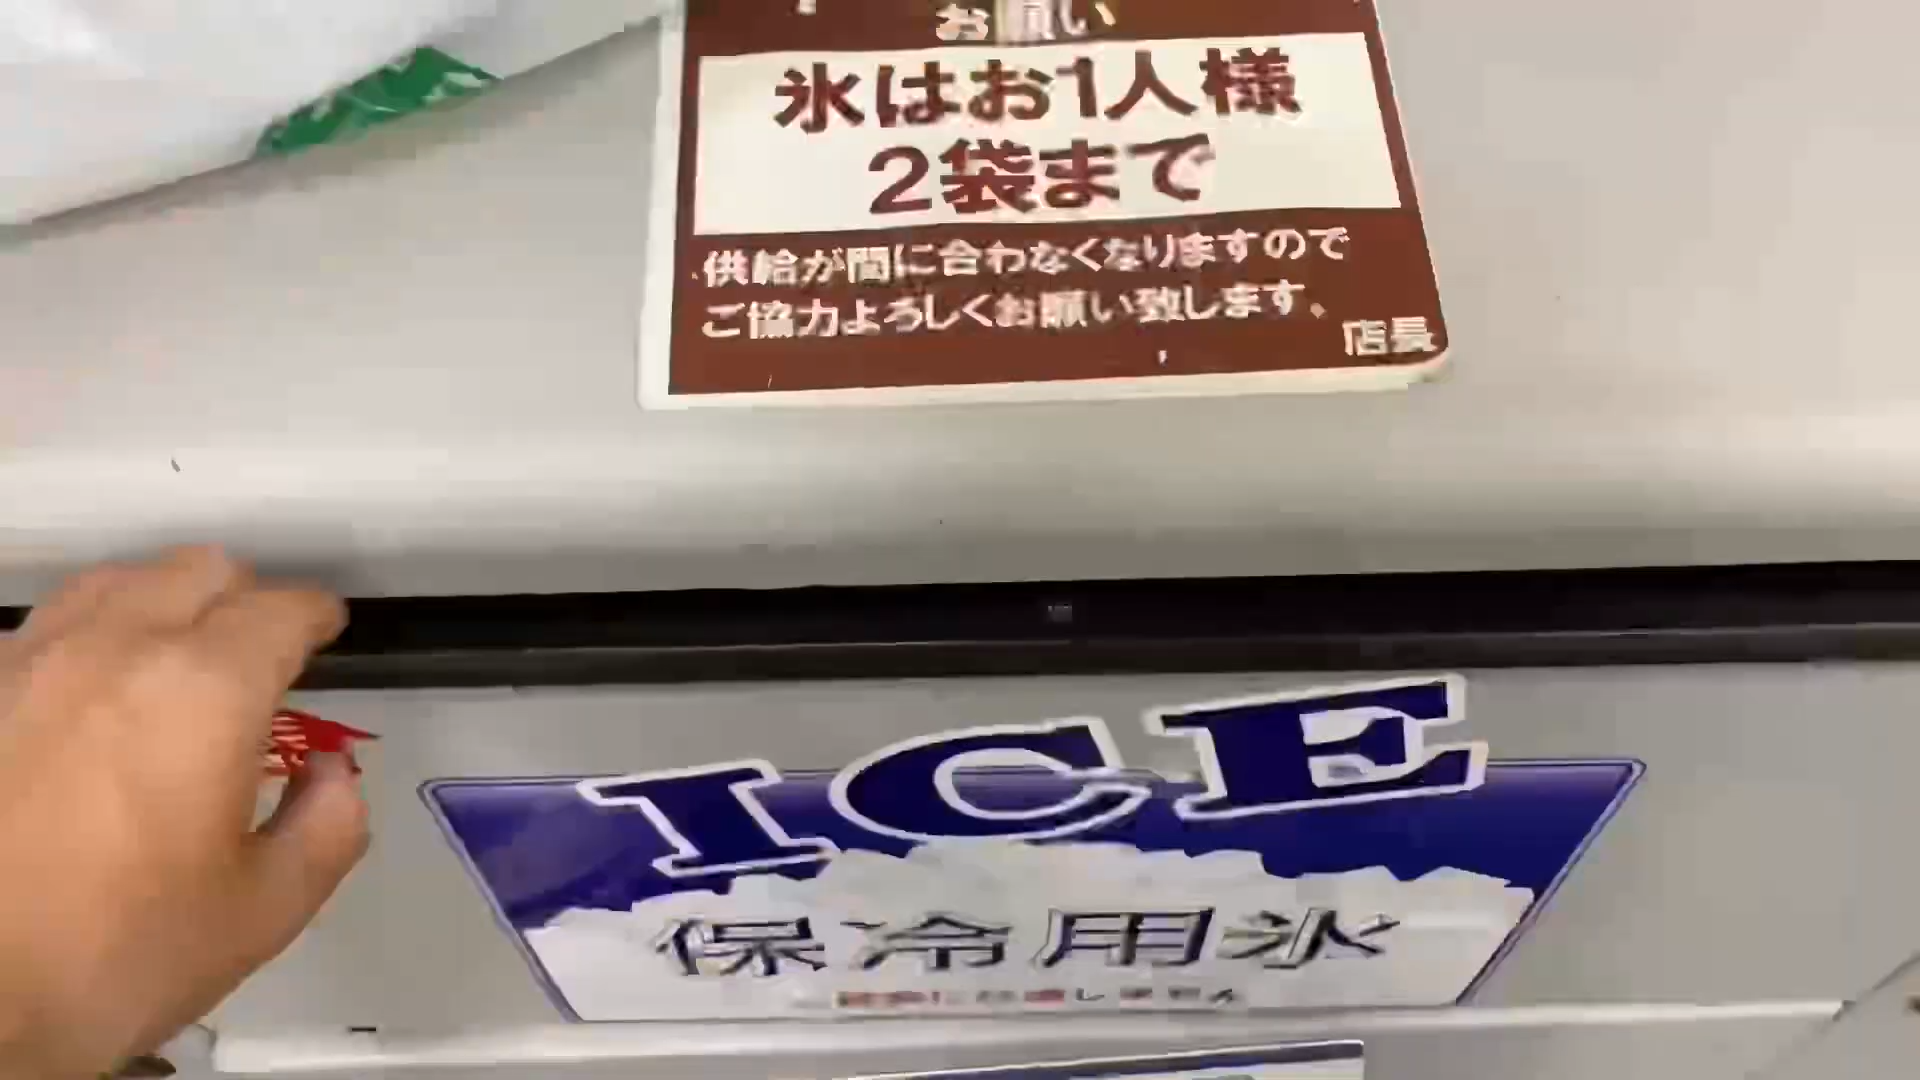 お願い
氷はお1人様
2袋まで
供給が間に合わなくなりますので
ご協力よろしくお願い致します。
店長
ICE
保冷用氷